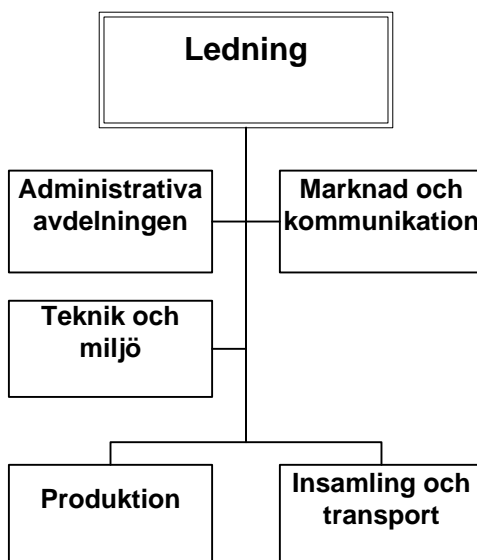 Ledning
Administrativa
avdelningen
Marknad och
kommunikation
Teknik och
miljö
Produktion
Insamling och
transport